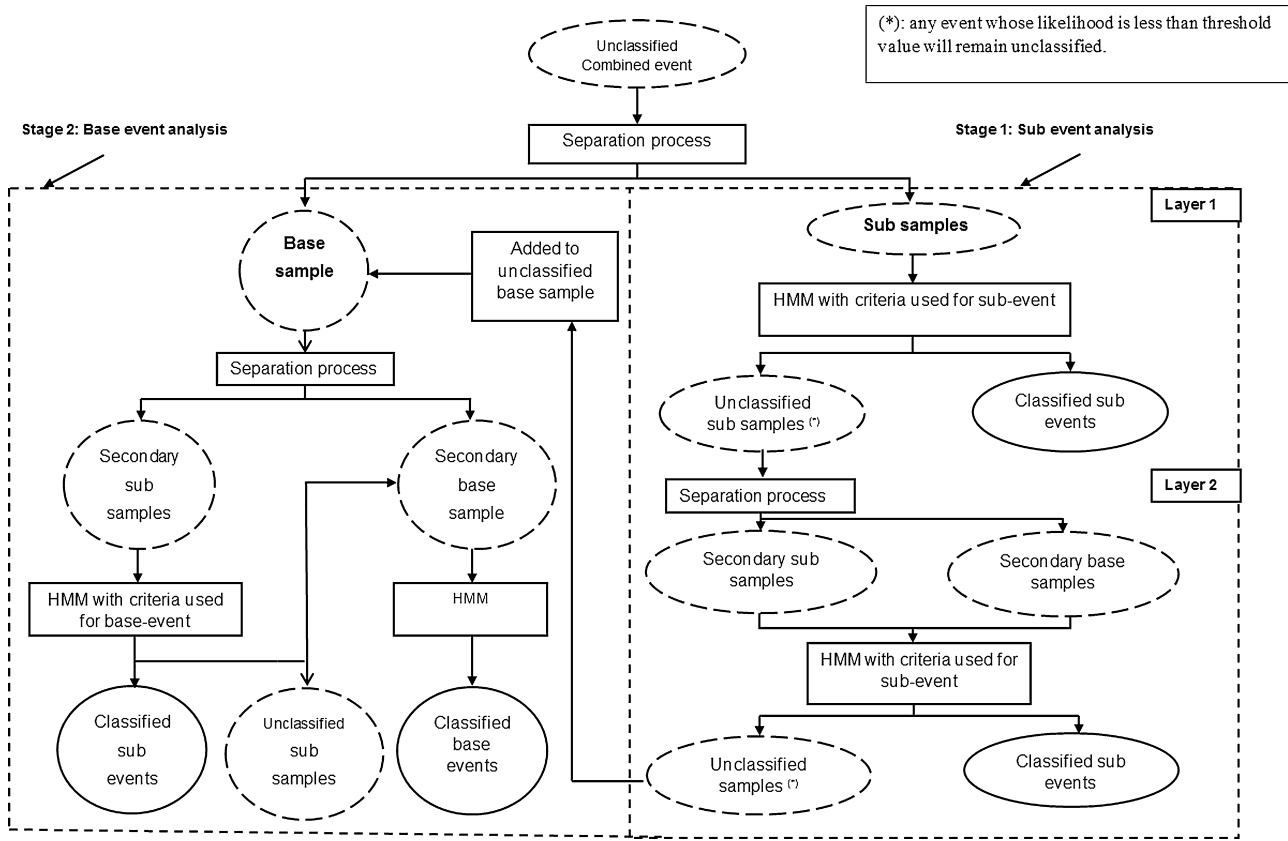 Unclassified
Combined event
(*): any event whose likelihood is less than threshold
value will remain unclassified.
Separation process
Stage 2: Base event analysis
Stage 1: Sub event analysis
Layer 1
Base
sample
Added to
unclassified
base sample
Separation process
Secondary
sub
samples
Secondary
base
sample
HMM with criteria used
for base-event
HMM
Classified
sub
events
Unclassified
sub
samples
Classified
base
events
Sub samples
HMM with criteria used for sub-event
Unclassified
sub samples (*)
Classified sub
events
Layer 2
Separation process
Secondary sub
samples
Secondary base
samples
HMM with criteria used for
sub-event
Unclassified
samples (*)
Classified sub
events